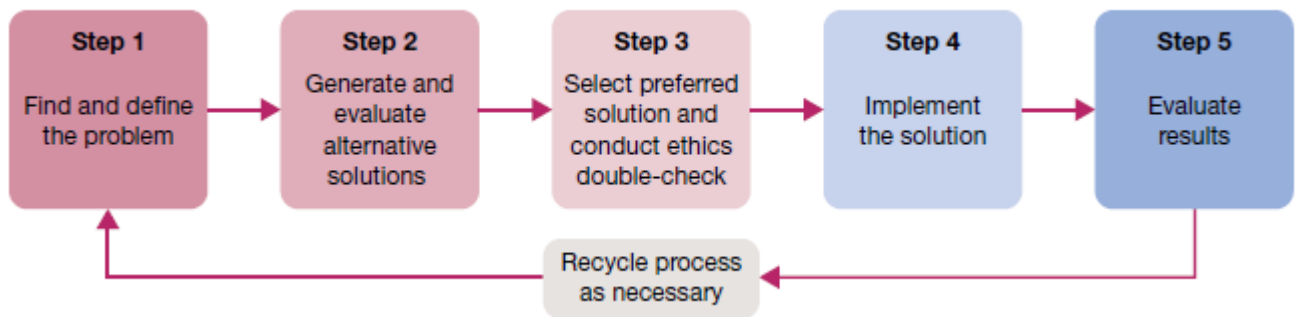 Step 1
Find and define
the problem
Step 2
Generate and
evaluate
alternative
solutions
Step 3
Select preferred
solution and
conduct ethics
double-check
Step 4
Implement
the solution
Step 5
Evaluate
results
Recycle process
as necessary